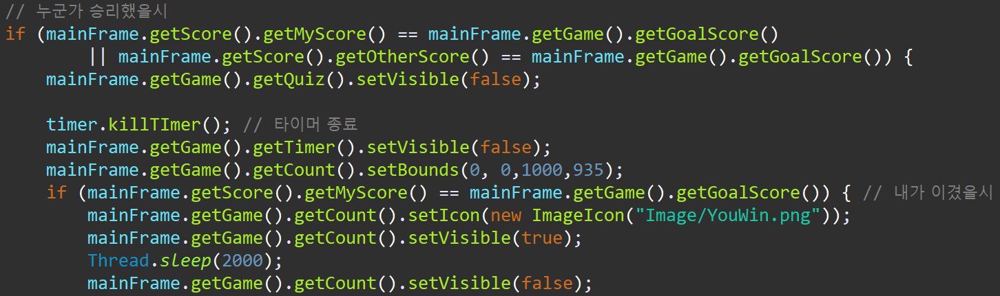 // 누군가 승리했을시
if (mainFrame.getScore().getMyScore() == mainFrame.getGame().getGoalScore()
        || mainFrame.getScore().getOtherScore() == mainFrame.getGame().getGoalScore()) {
    mainFrame.getGame().getQuiz().setVisible(false);

    timer.killTImer(); // 타이머 종료
    mainFrame.getGame().getTimer().setVisible(false);
    mainFrame.getGame().getCount().setBounds(0, 0,1000,935);
    if (mainFrame.getScore().getMyScore() == mainFrame.getGame().getGoalScore()) { // 내가 이겼을시
        mainFrame.getGame().getCount().setIcon(new ImageIcon("Image/YouWin.png"));
        mainFrame.getGame().getCount().setVisible(true);
        Thread.sleep(2000);
        mainFrame.getGame().getCount().setVisible(false);